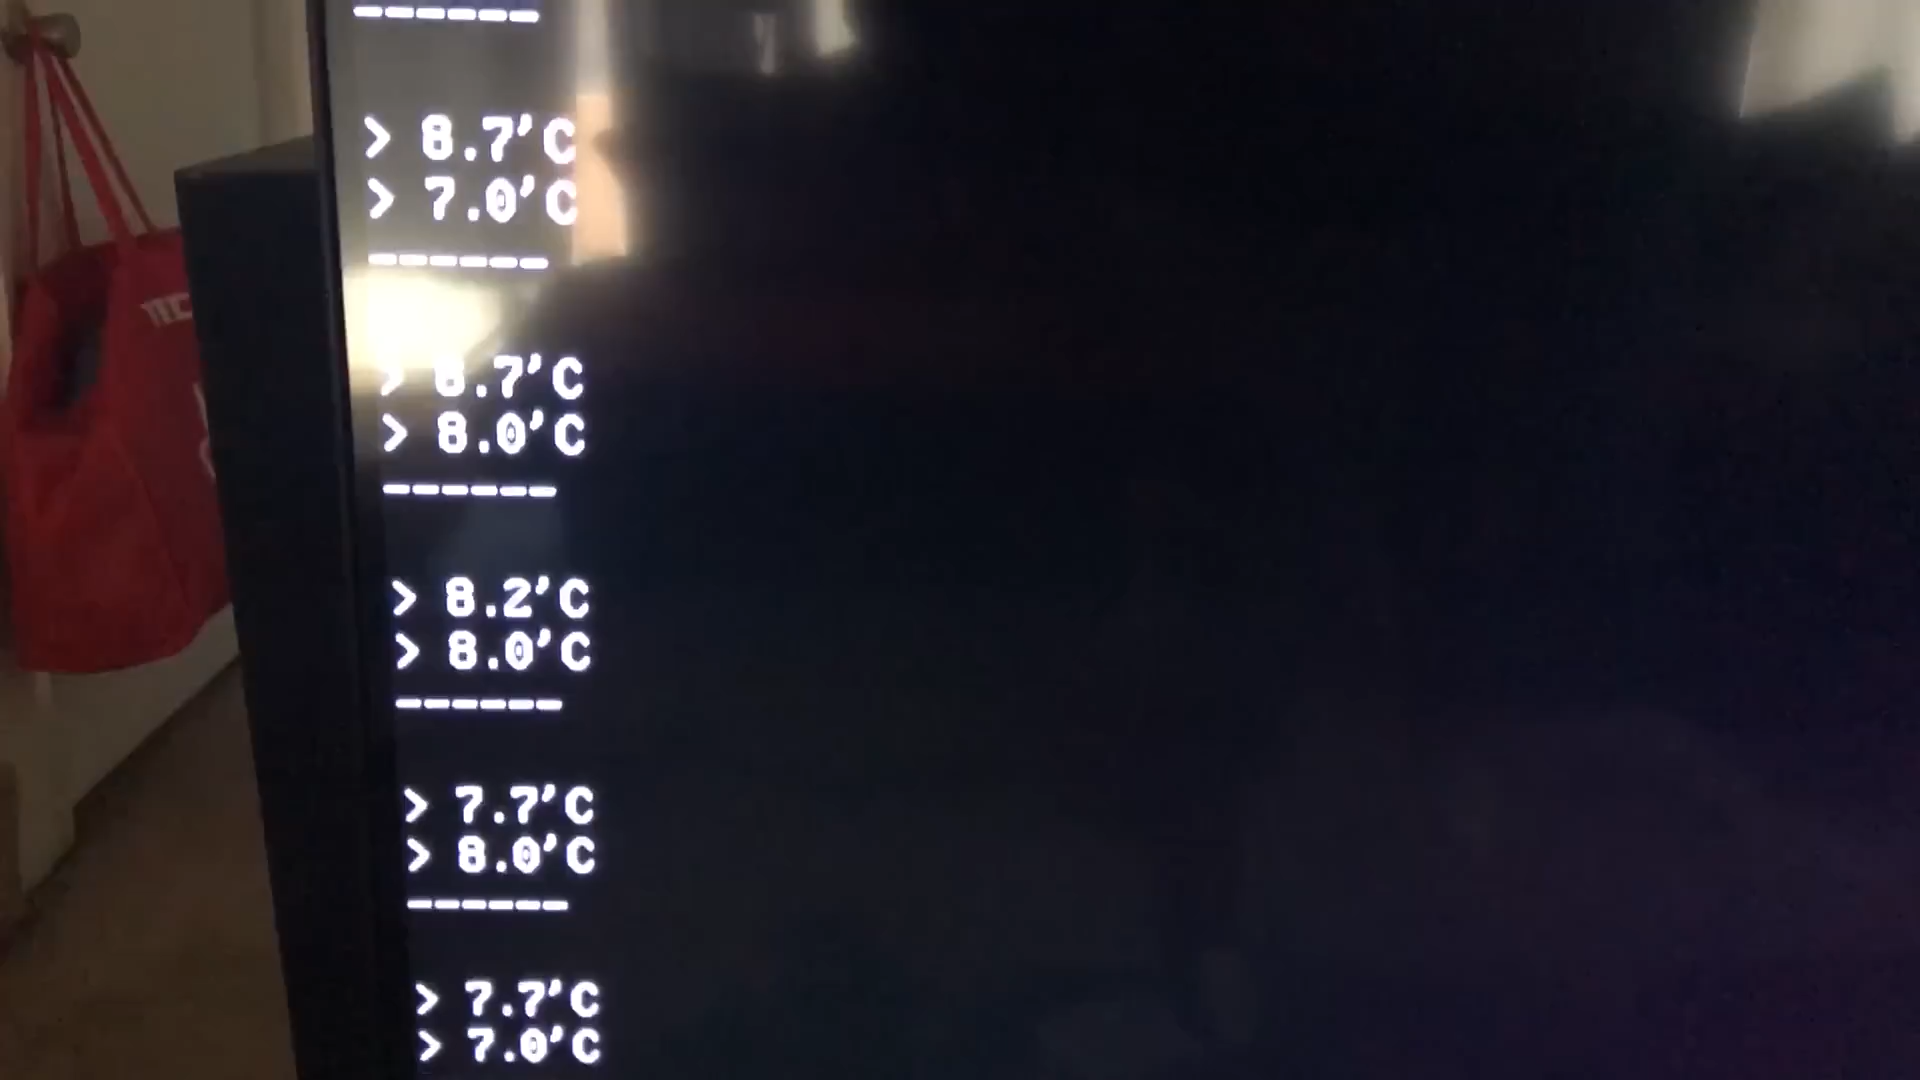 ------
> 8.7'C
> 7.0'C
------
> 8.7'C
> 8.0'C
------
> 8.2'C
> 8.0'C
------
> 7.7'C
> 8.0'C
------
> 7.7'C
> 7.0'C